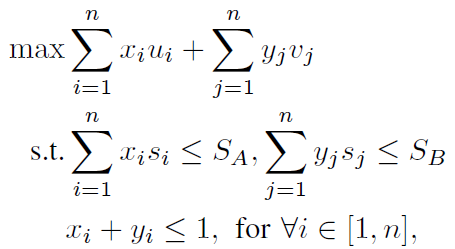 max ∑_{i=1}^{n} x_i u_i + ∑_{j=1}^{n} y_j v_j
s.t. ∑_{i=1}^{n} x_i s_i ≤ S_A, ∑_{j=1}^{n} y_j s_j ≤ S_B
x_i + y_i ≤ 1, for ∀i ∈ [1, n],